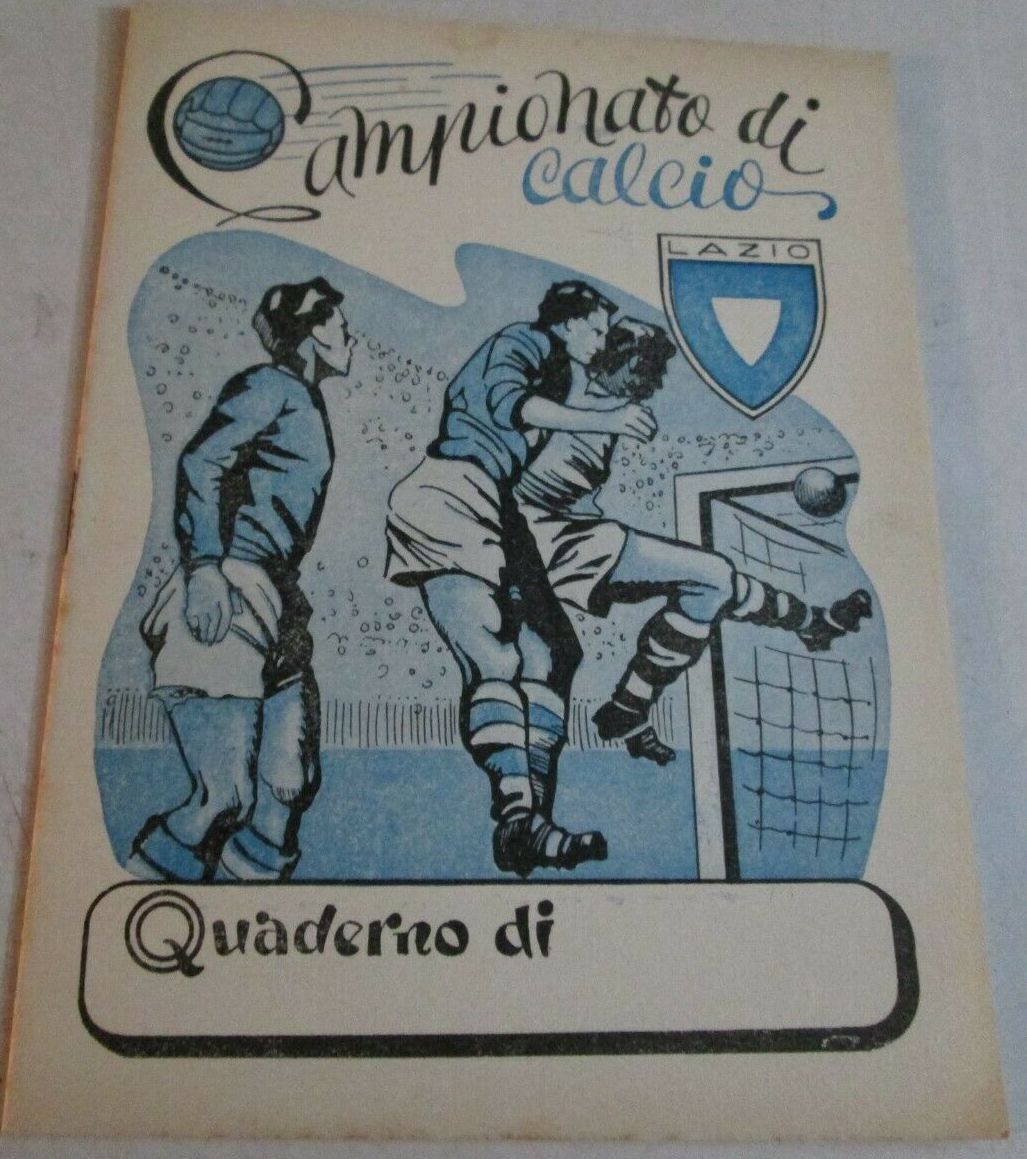 Campionato di
calcio
LAZIO
Quaderno di